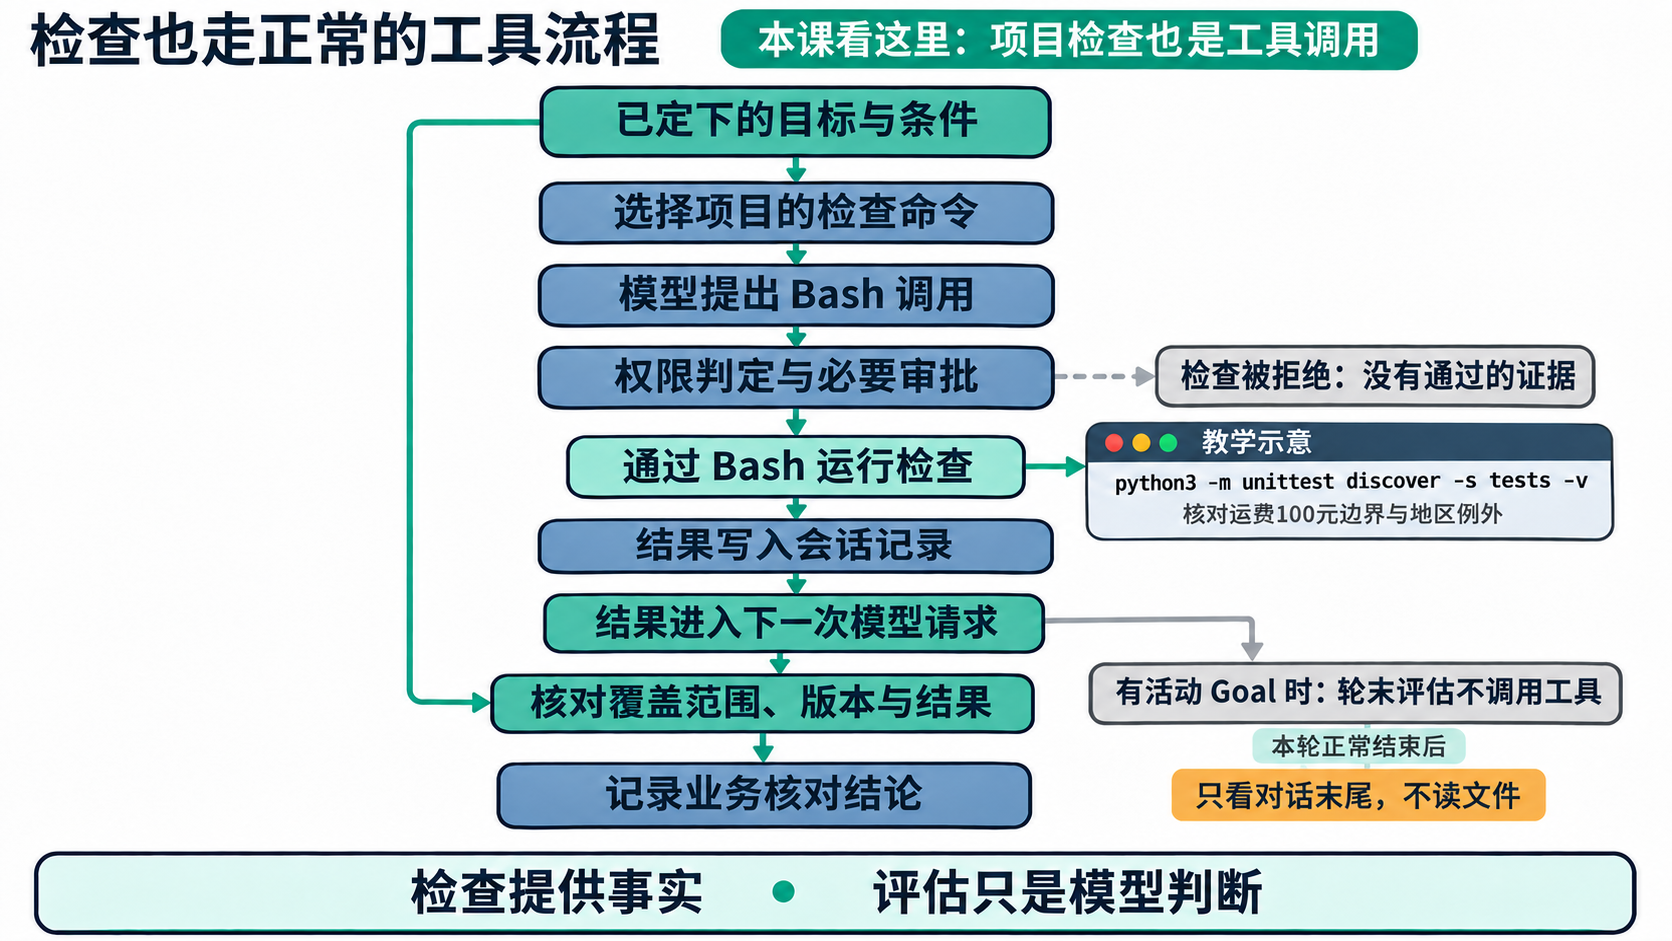 检查也走正常的工具流程
本课看这里：项目检查也是工具调用
已定下的目标与条件
选择项目的检查命令
模型提出 Bash 调用
权限判定与必要审批
检查被拒绝：没有通过的证据
通过 Bash 运行检查
教学示意
python3 -m unittest discover -s tests -v
核对运费100元边界与地区例外
结果写入会话记录
结果进入下一次模型请求
核对覆盖范围、版本与结果
有活动 Goal 时：轮末评估不调用工具
本轮正常结束后
只看对话末尾，不读文件
记录业务核对结论
检查提供事实 ● 评估只是模型判断